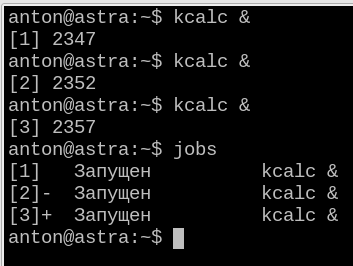 anton@astra:~$ kcalc &
[1] 2347
anton@astra:~$ kcalc &
[2] 2352
anton@astra:~$ kcalc &
[3] 2357
anton@astra:~$ jobs
[1]   Запущен          kcalc &
[2]-  Запущен          kcalc &
[3]+  Запущен          kcalc &
anton@astra:~$